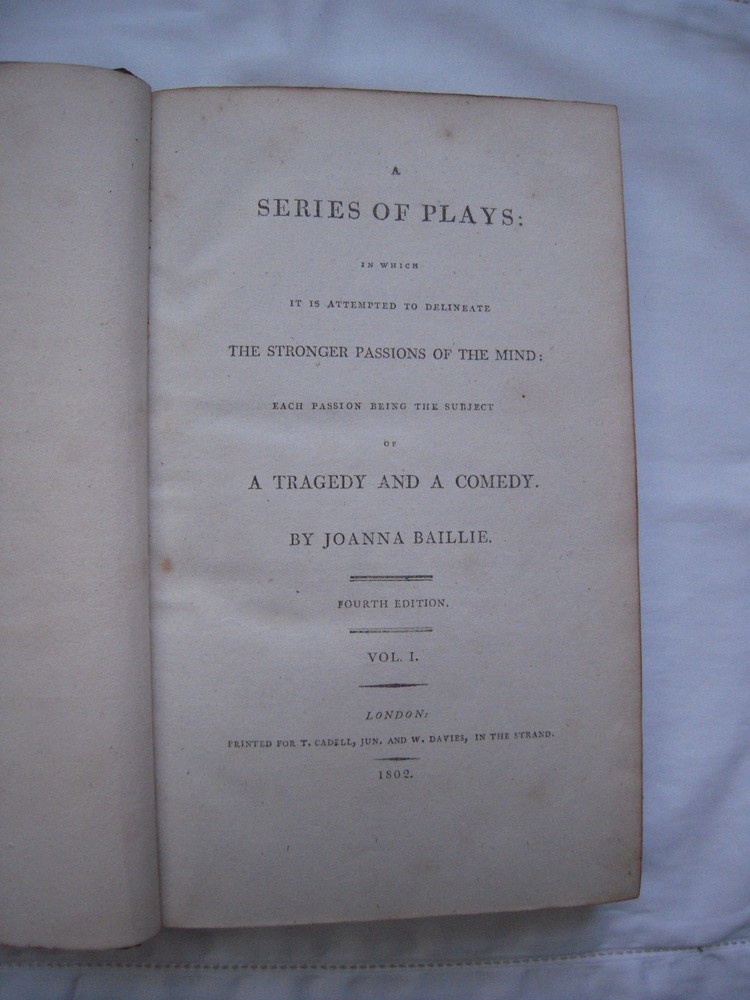 A
SERIES OF PLAYS:
IN WHICH
IT IS ATTEMPTED TO DELINEATE
THE STRONGER PASSIONS OF THE MIND:
EACH PASSION BEING THE SUBJECT
OF
A TRAGEDY AND A COMEDY.
BY JOANNA BAILLIE.
FOURTH EDITION.
VOL. I.
LONDON:
PRINTED FOR T. CADELL, JUN. AND W. DAVIES, IN THE STRAND.
1802.